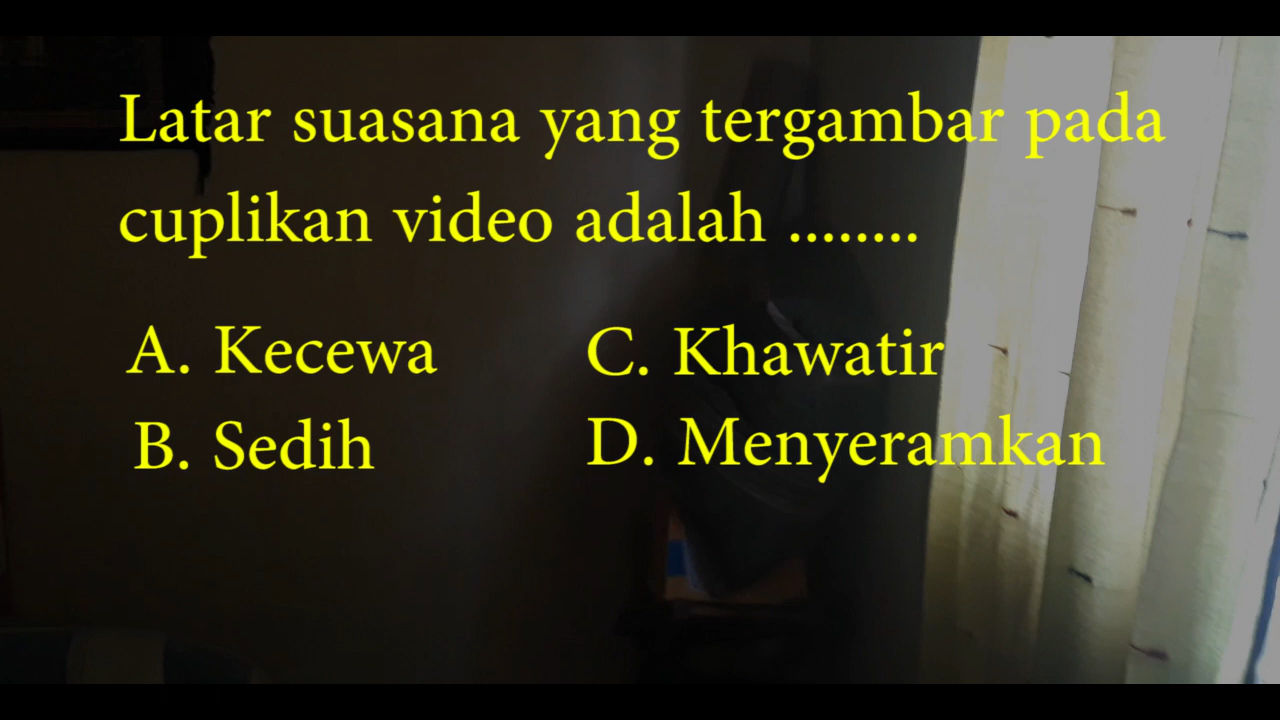 Latar suasana yang tergambar pada
cuplikan video adalah ........
A. Kecewa
B. Sedih
C. Khawatir
D. Menyeramkan